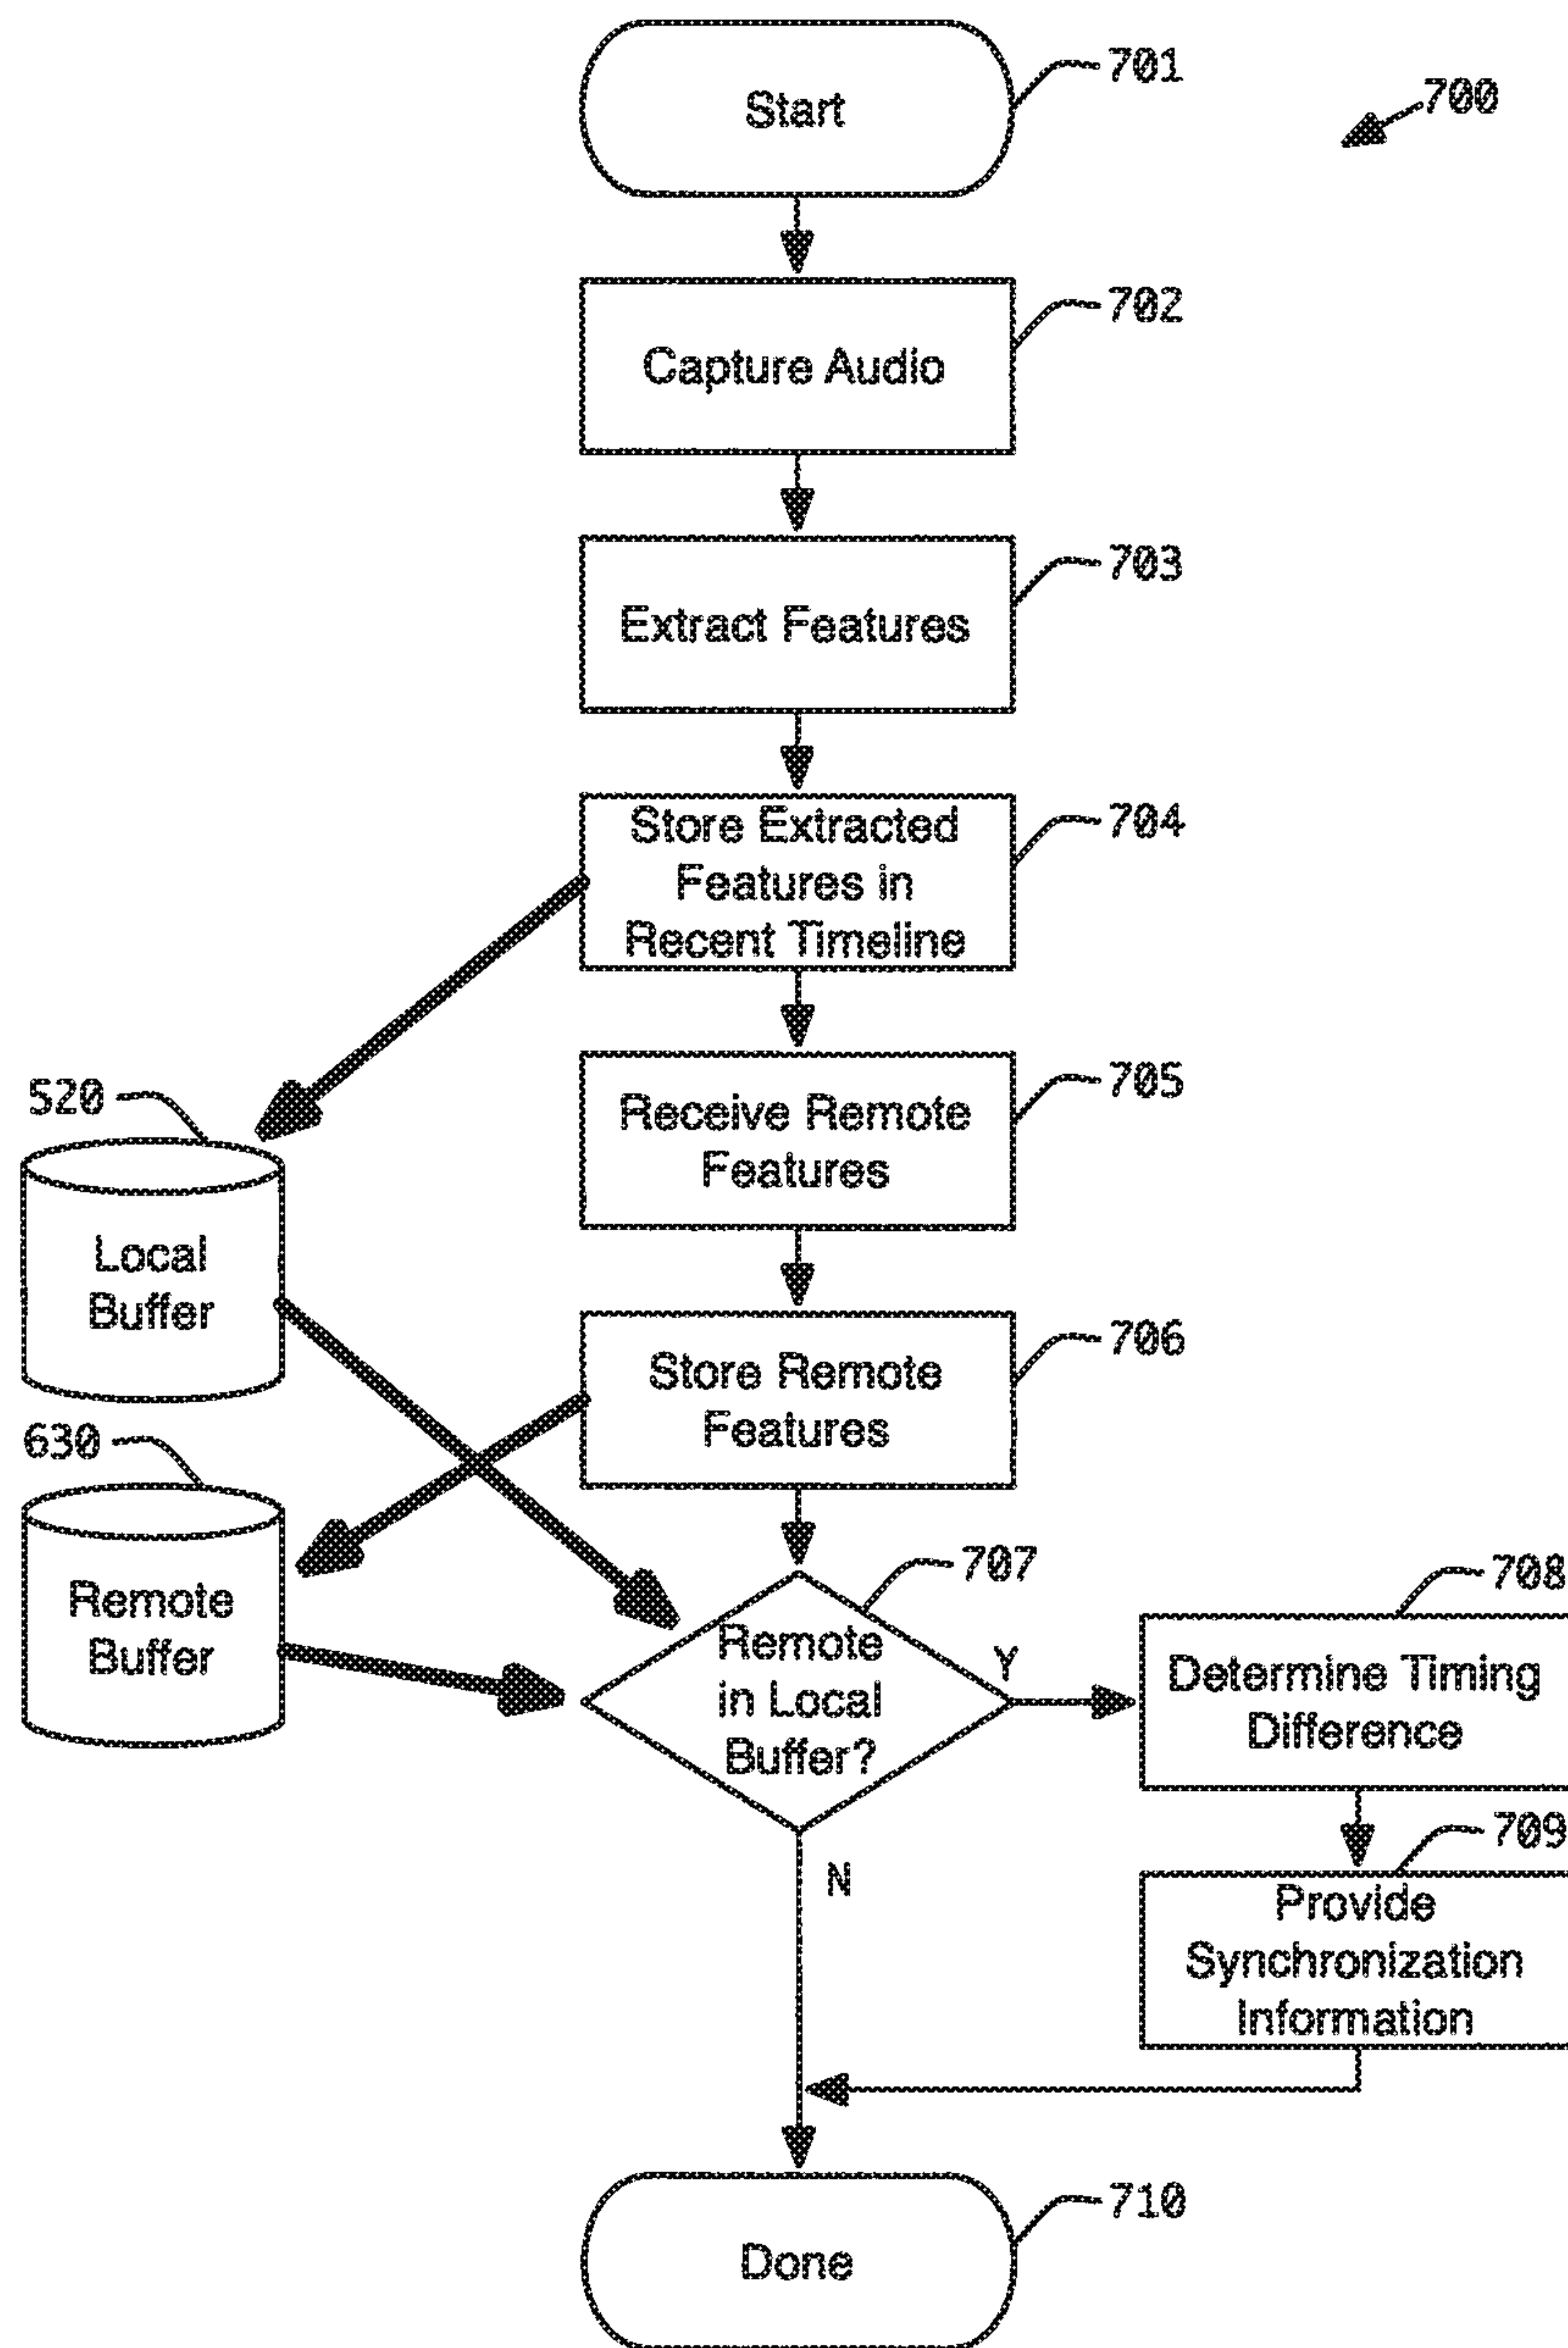 Start
701
700
Capture Audio
702
Extract Features
703
Store Extracted
Features in
Recent Timeline
704
520
Local
Buffer
Receive Remote
Features
705
Store Remote
Features
706
630
Remote
Buffer
707
Remote
in Local
Buffer?
Y
N
708
Determine Timing
Difference
709
Provide
Synchronization
Information
Done
710